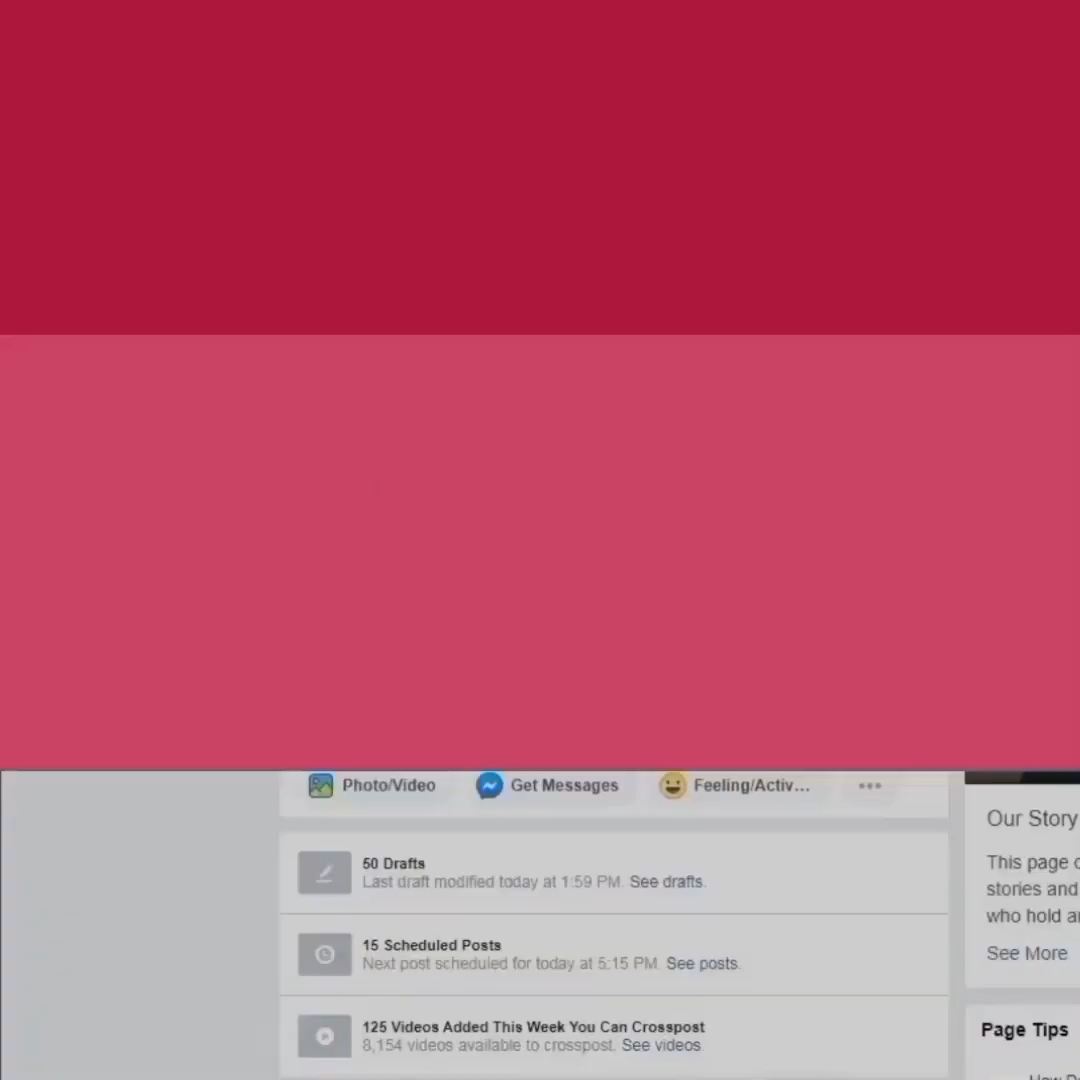 Photo/Video Get Messages Feeling/Activ... •••
50 Drafts
Last draft modified today at 1:59 PM. See drafts.
15 Scheduled Posts
Next post scheduled for today at 5:15 PM. See posts.
125 Videos Added This Week You Can Crosspost
8,154 videos available to crosspost. See videos
Our Story
This page
stories and
who hold
See More
Page Tips